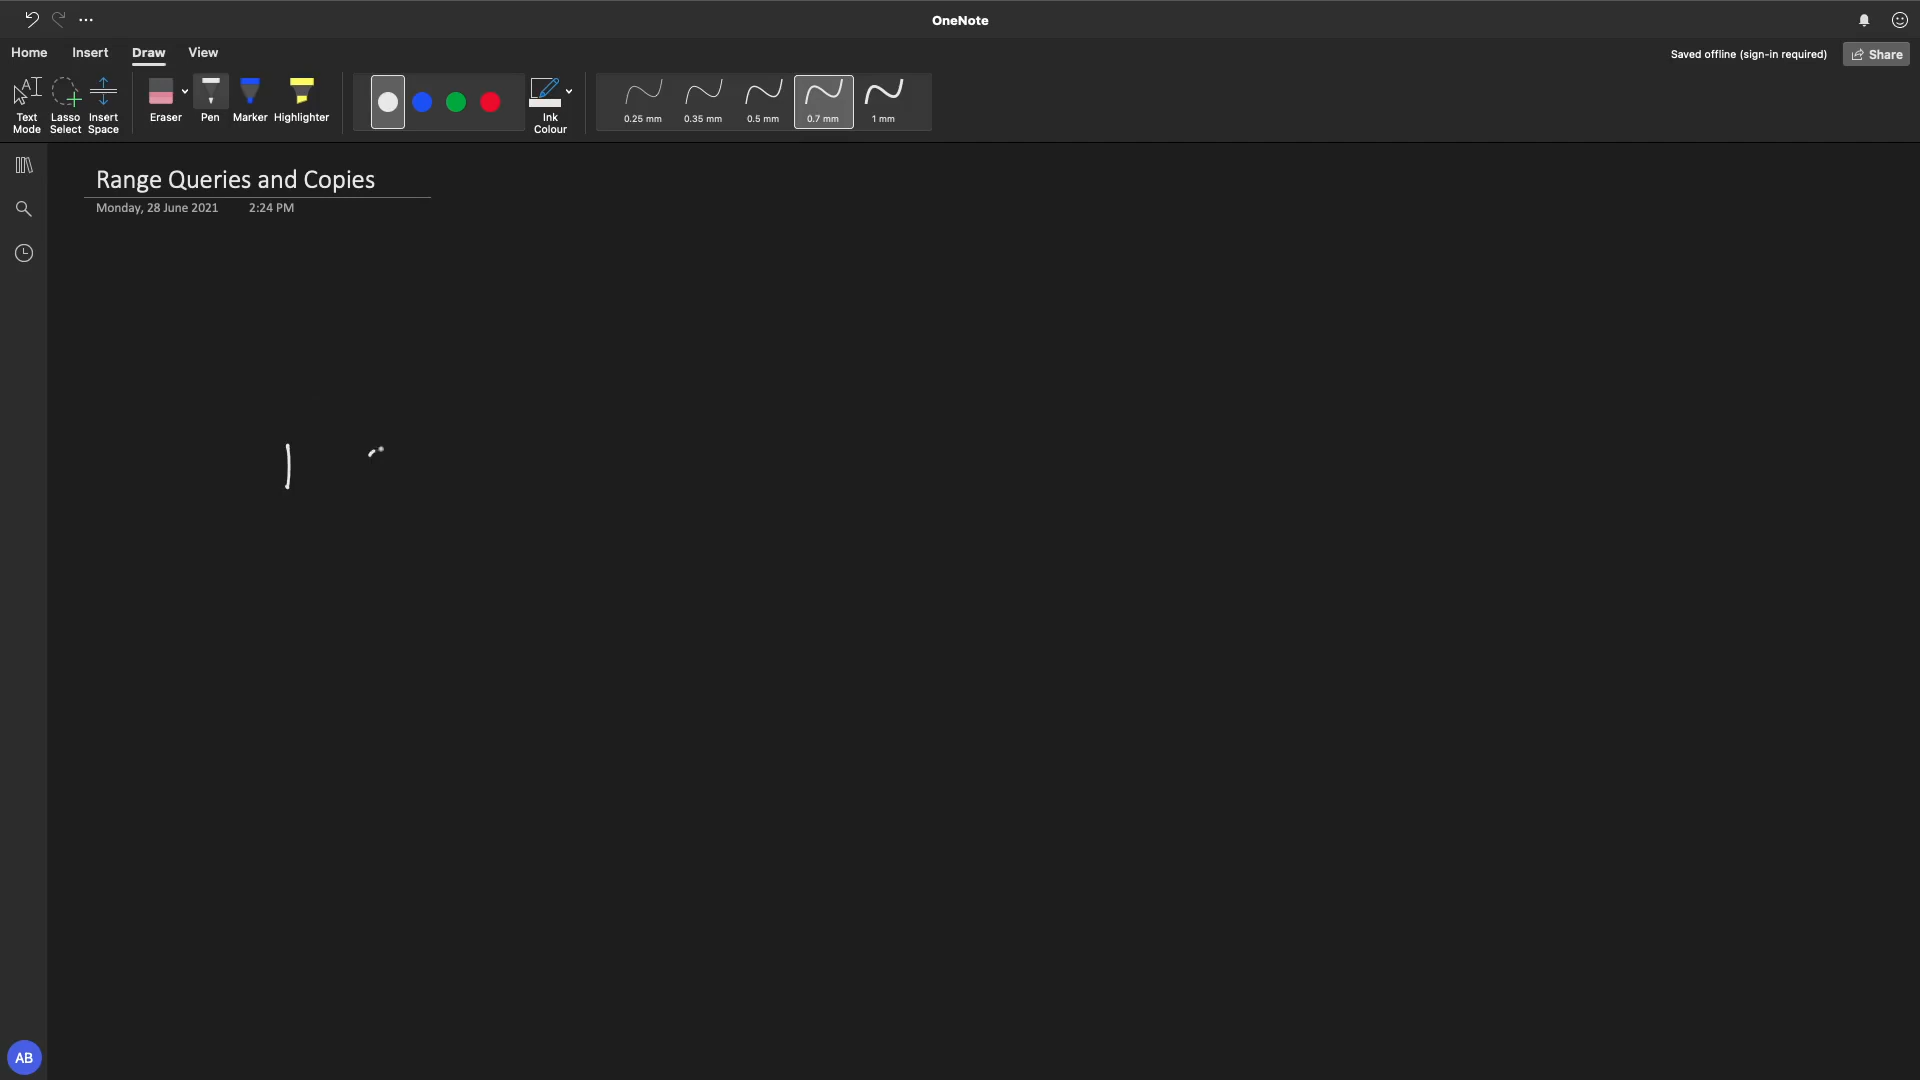 OneNote
Home Insert Draw View
Saved offline (sign-in required) Share
Text Mode
Lasso Select
Insert Space
Eraser
Pen
Marker
Highlighter
Ink Colour
0.25 mm
0.35 mm
0.5 mm
0.7 mm
1 mm
Range Queries and Copies
Monday, 28 June 2021 2:24 PM
1
AB